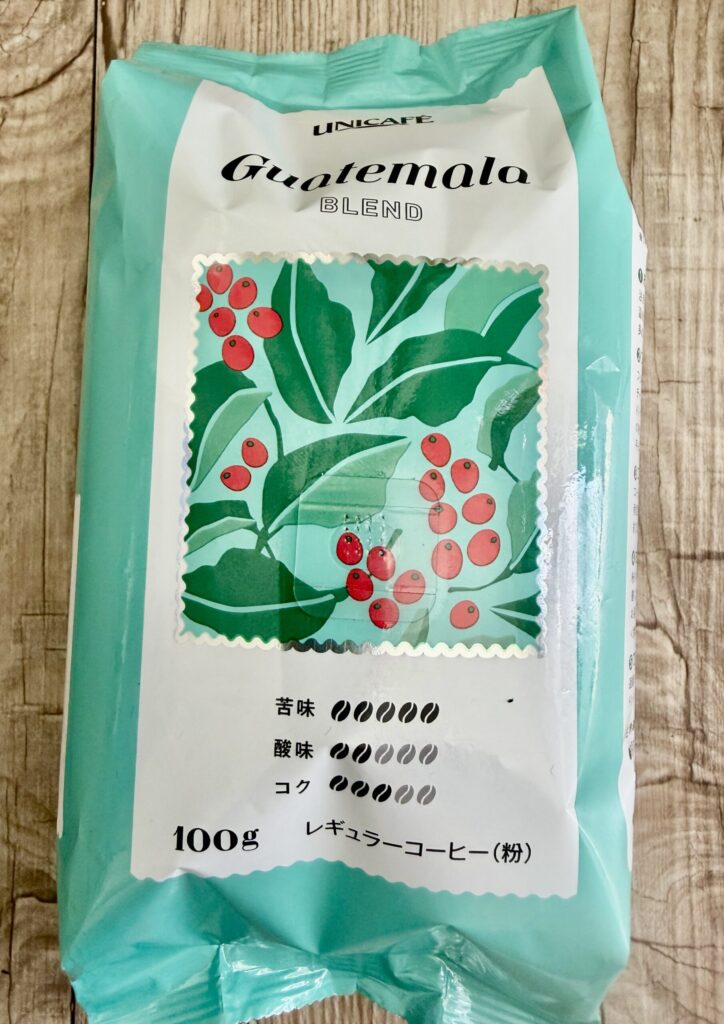 UNICAFÉ
Guatemala
BLEND
苦味
酸味
コク
100g レギュラーコーヒー(粉)